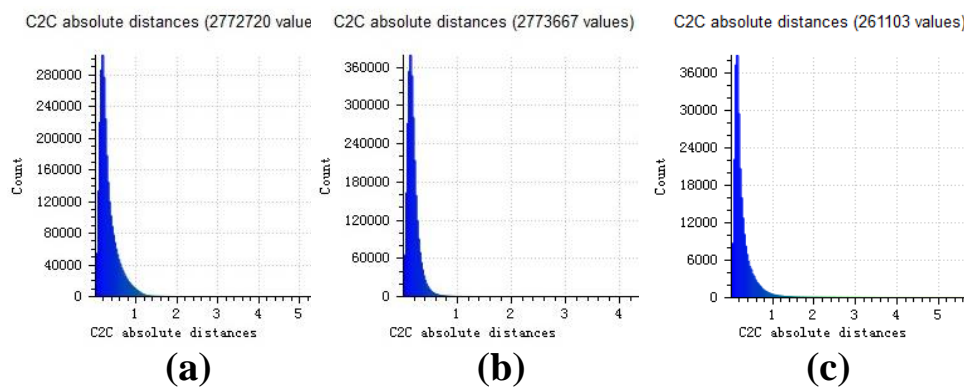 C2C absolute distances (2772720 value
280000
240000
200000
160000
120000
80000
40000
0
Count
1 2 3 4 5
C2C absolute distances
(a)
C2C absolute distances (2773667 values)
360000
300000
240000
180000
120000
60000
0
Count
1 2 3 4
C2C absolute distances
(b)
C2C absolute distances (261103 values)
36000
30000
24000
18000
12000
6000
0
Count
1 2 3 4 5
C2C absolute distances
(c)